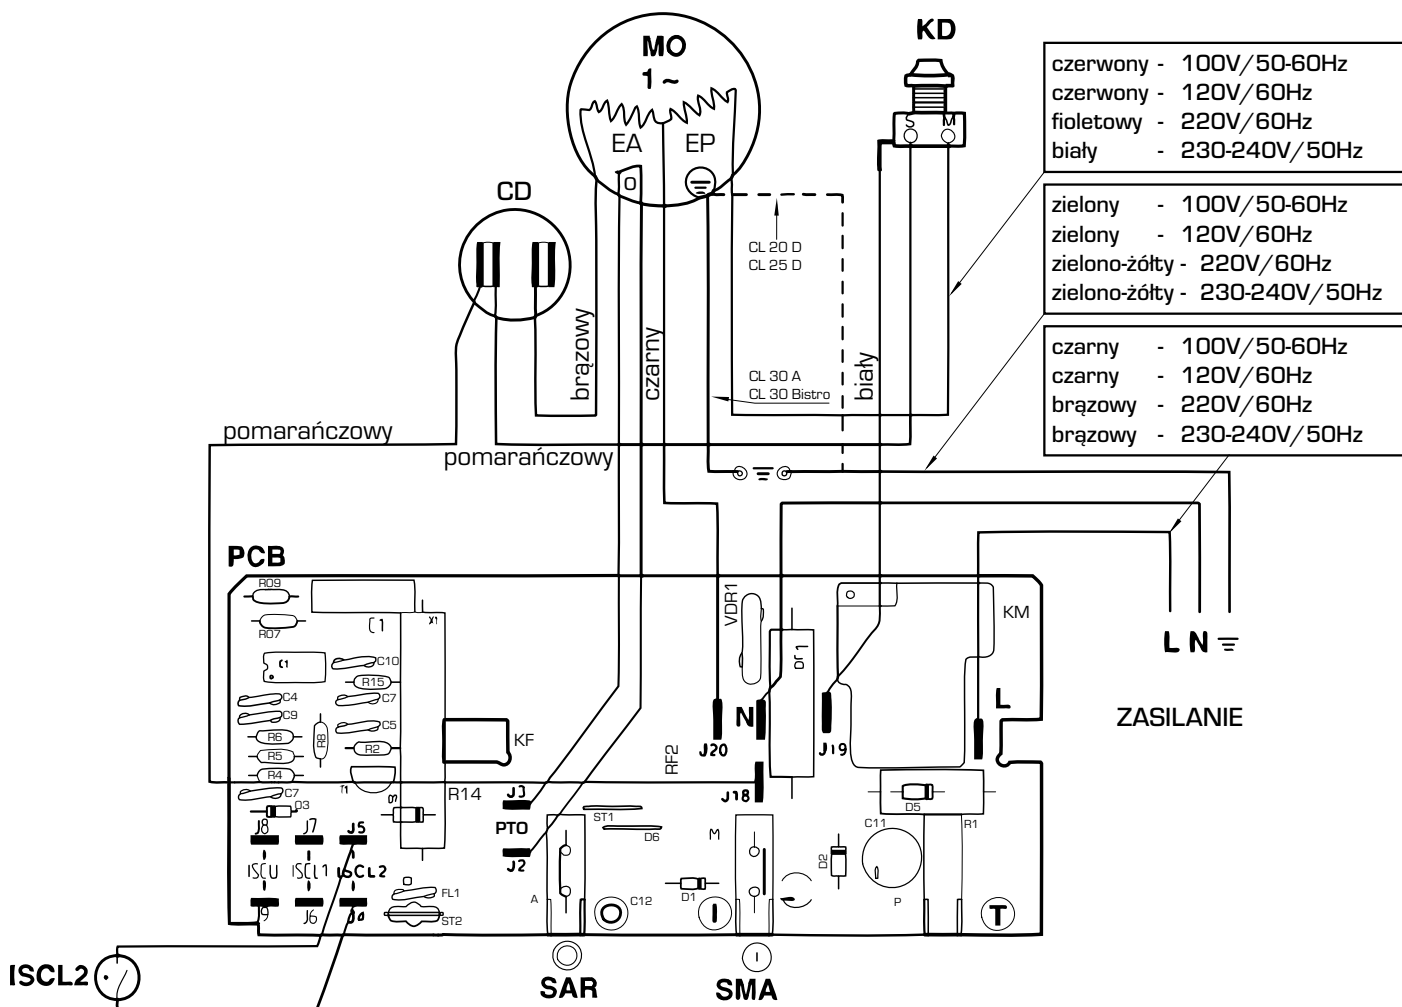 MO
1~
KD
S M
EA EP
O
CD
czerwony - 100V/50-60Hz
czerwony - 120V/60Hz
fioletowy - 220V/60Hz
biały - 230-240V/50Hz
zielony - 100V/50-60Hz
zielony - 120V/60Hz
zielono-żółty - 220V/60Hz
zielono-żółty - 230-240V/50Hz
czarny - 100V/50-60Hz
czarny - 120V/60Hz
brązowy - 220V/60Hz
brązowy - 230-240V/50Hz
CL 20 D
CL 25 D
brązowy
czarny
biały
CL 30 A
CL 30 Bistro
pomarańczowy
pomarańczowy
PCB
R09
R07
C1
X1
VDR1
KM
L N
ZASILANIE
C10
R15
C4
C7
C9
C5
R6
R8
R2
R5
R4
C7
D3
T1
R14
KF
RF2
J20
N
Dr1
J19
L
J18
J3
PTO
J2
ST1
D6
M
D5
R1
C11
D2
D1
P
T
J8 J7 J5
ISCU ISCL1 ISCL2
J9 J6
FL1
ST2
A
C12
I
ISCL2
SAR
SMA